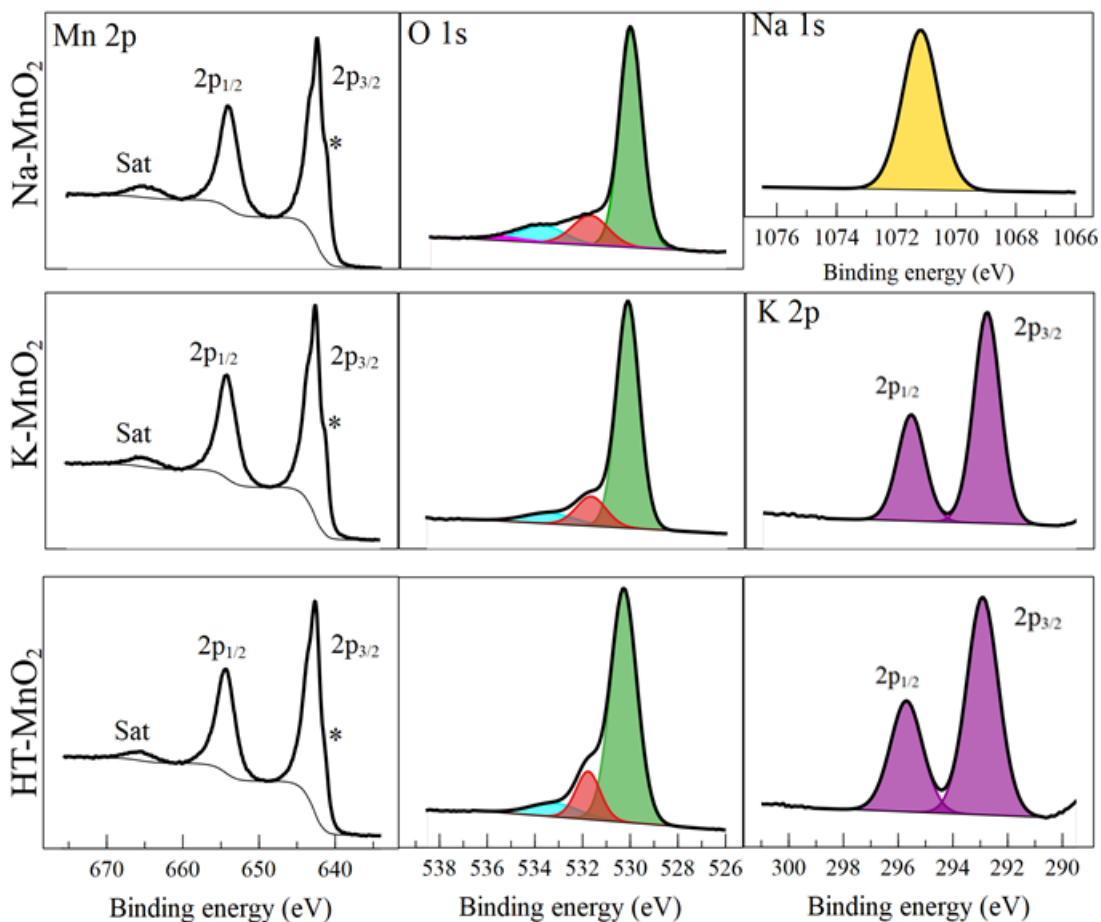 Na-MnO₂
Mn 2p
2p₁/₂
2p₃/₂
*
Sat
O 1s
Na 1s
1076 1074 1072 1070 1068 1066
Binding energy (eV)
K-MnO₂
2p₁/₂
2p₃/₂
*
Sat
K 2p
2p₃/₂
2p₁/₂
HT-MnO₂
2p₁/₂
2p₃/₂
*
Sat
2p₃/₂
2p₁/₂
670 660 650 640
538 536 534 532 530 528 526
300 298 296 294 292 290
Binding energy (eV)
Binding energy (eV)
Binding energy (eV)